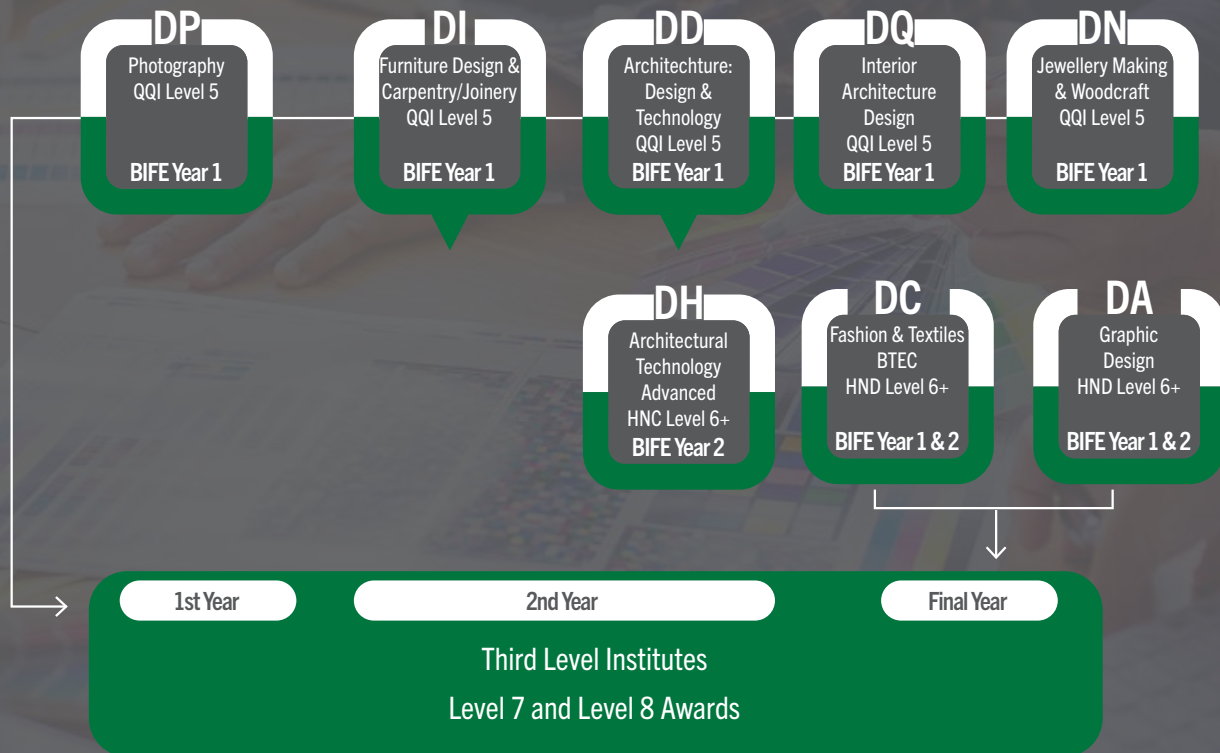 DP
Photography
QQI Level 5
BIFE Year 1
DI
Furniture Design &
Carpentry/Joinery
QQI Level 5
BIFE Year 1
DD
Architechture:
Design &
Technology
QQI Level 5
BIFE Year 1
DQ
Interior
Architecture
Design
QQI Level 5
BIFE Year 1
DN
Jewellery Making
& Woodcraft
QQI Level 5
BIFE Year 1
DH
Architectural
Technology
Advanced
HNC Level 6+
BIFE Year 2
DC
Fashion & Textiles
BTEC
HND Level 6+
BIFE Year 1 & 2
DA
Graphic
Design
HND Level 6+
BIFE Year 1 & 2
1st Year
2nd Year
Final Year
Third Level Institutes
Level 7 and Level 8 Awards